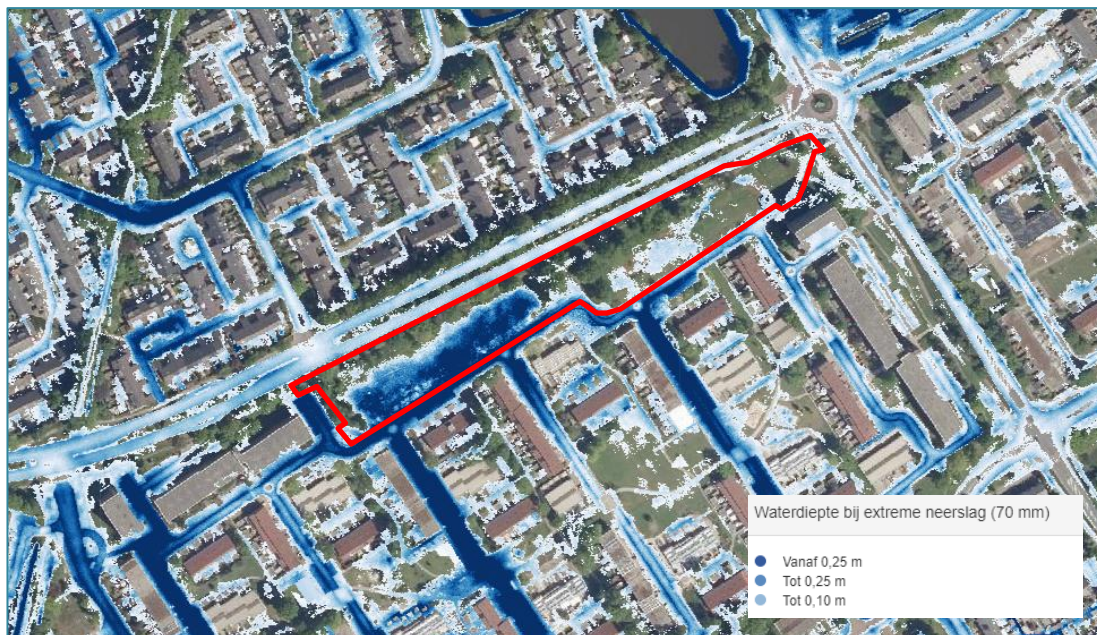 Waterdiepte bij extreme neerslag (70 mm)
Vanaf 0,25 m
Tot 0,25 m
Tot 0,10 m